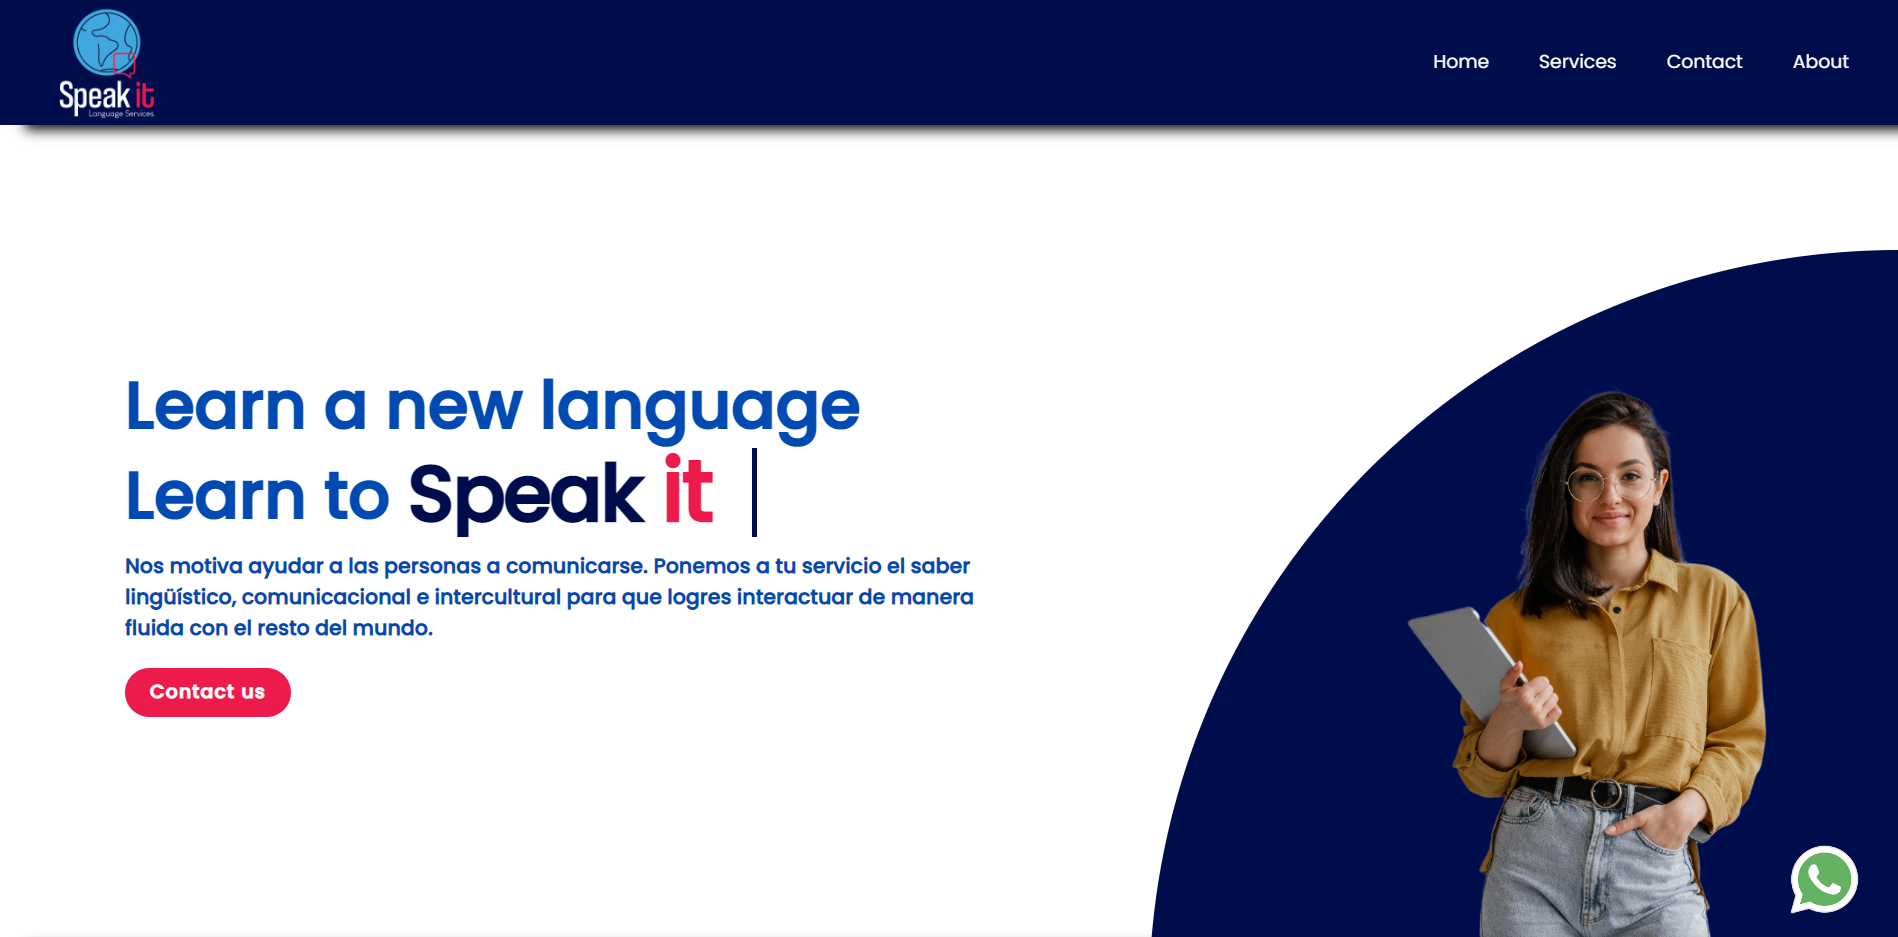 Speak it
Language Services
Home Services Contact About
Learn a new language
Learn to Speak it
Nos motiva ayudar a las personas a comunicarse. Ponemos a tu servicio el saber
lingüístico, comunicacional e intercultural para que logres interactuar de manera
fluida con el resto del mundo.
Contact us